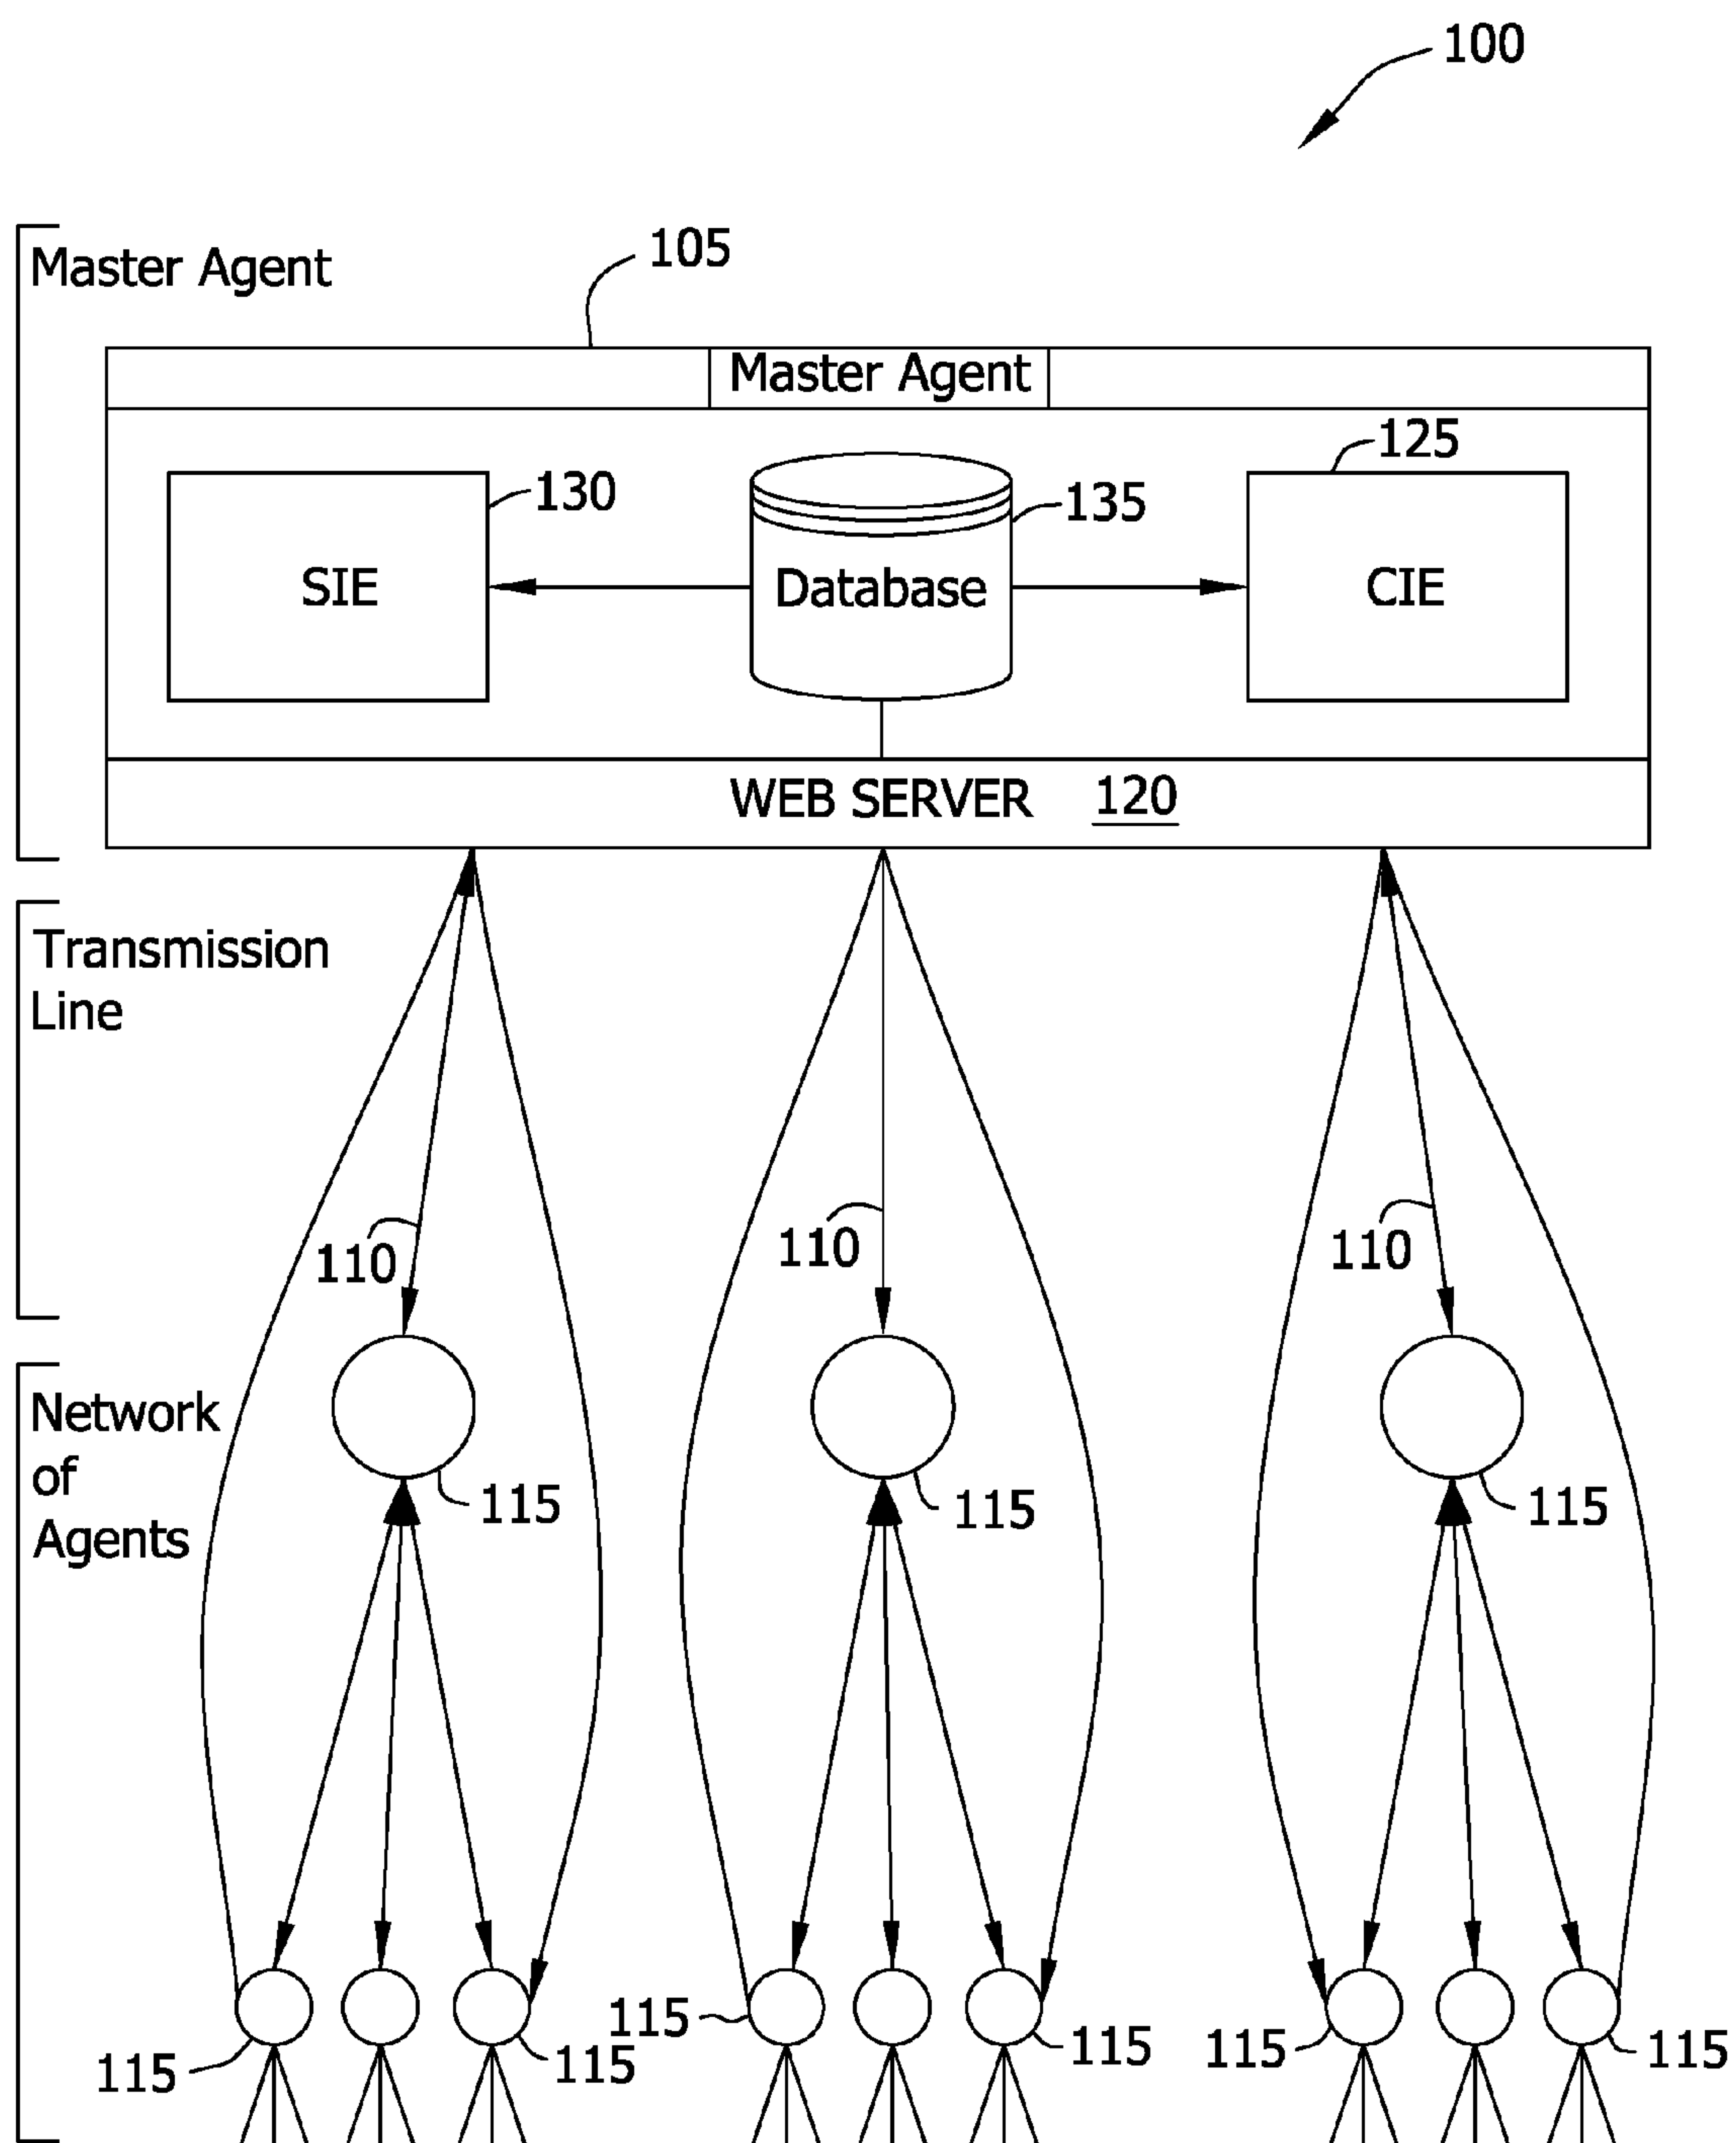 100
Master Agent
105
Master Agent
125
130
135
SIE
Database
CIE
WEB SERVER 120
Transmission
Line
110
110
110
Network
of
Agents
115
115
115
115
115
115
115
115
115